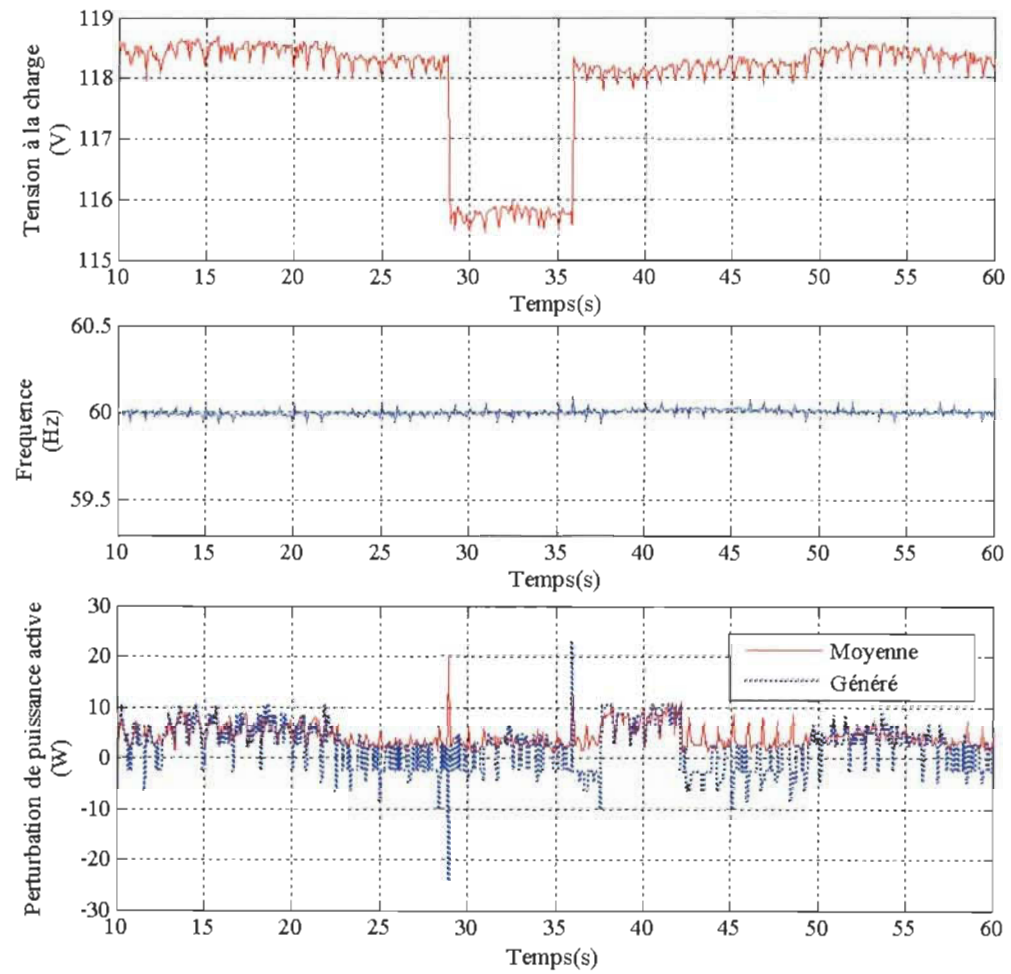 119
118
117
116
115
Tension à la charge
(V)
10 15 20 25 30 35 40 45 50 55 60
Temps(s)
60.5
60
59.5
Frequence
(Hz)
10 15 20 25 30 35 40 45 50 55 60
Temps(s)
30
20
10
0
-10
-20
-30
Perturbation de puissance active
(W)
Moyenne
Généré
10 15 20 25 30 35 40 45 50 55 60
Temps(s)